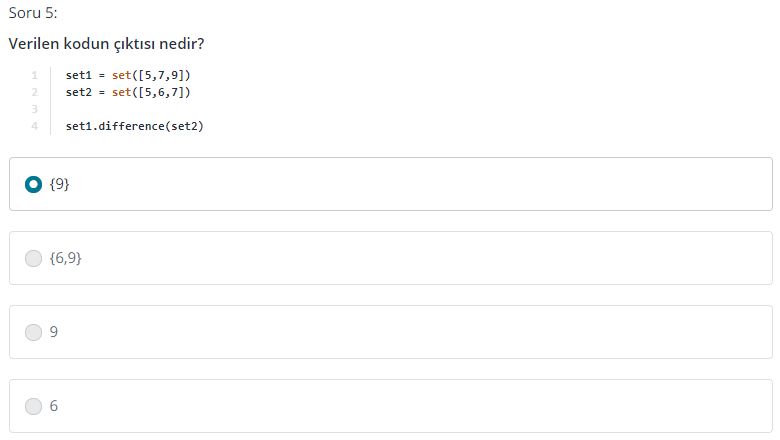 Soru 5:
Verilen kodun çıktısı nedir?
1 set1 = set([5,7,9])
2 set2 = set([5,6,7])
3
4 set1.difference(set2)
{9}
{6,9}
9
6